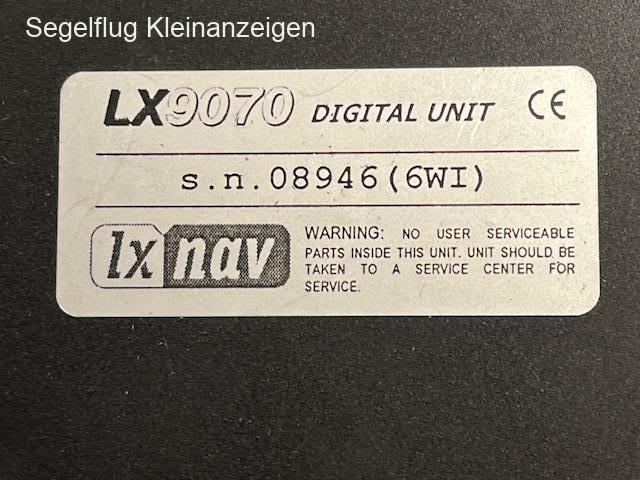 Segelflug Kleinanzeigen
LX9070 DIGITAL UNIT CE
s.n.08946(6WI)
lx nav
WARNING: NO USER SERVICEABLE
PARTS INSIDE THIS UNIT. UNIT SHOULD BE
TAKEN TO A SERVICE CENTER FOR
SERVICE.